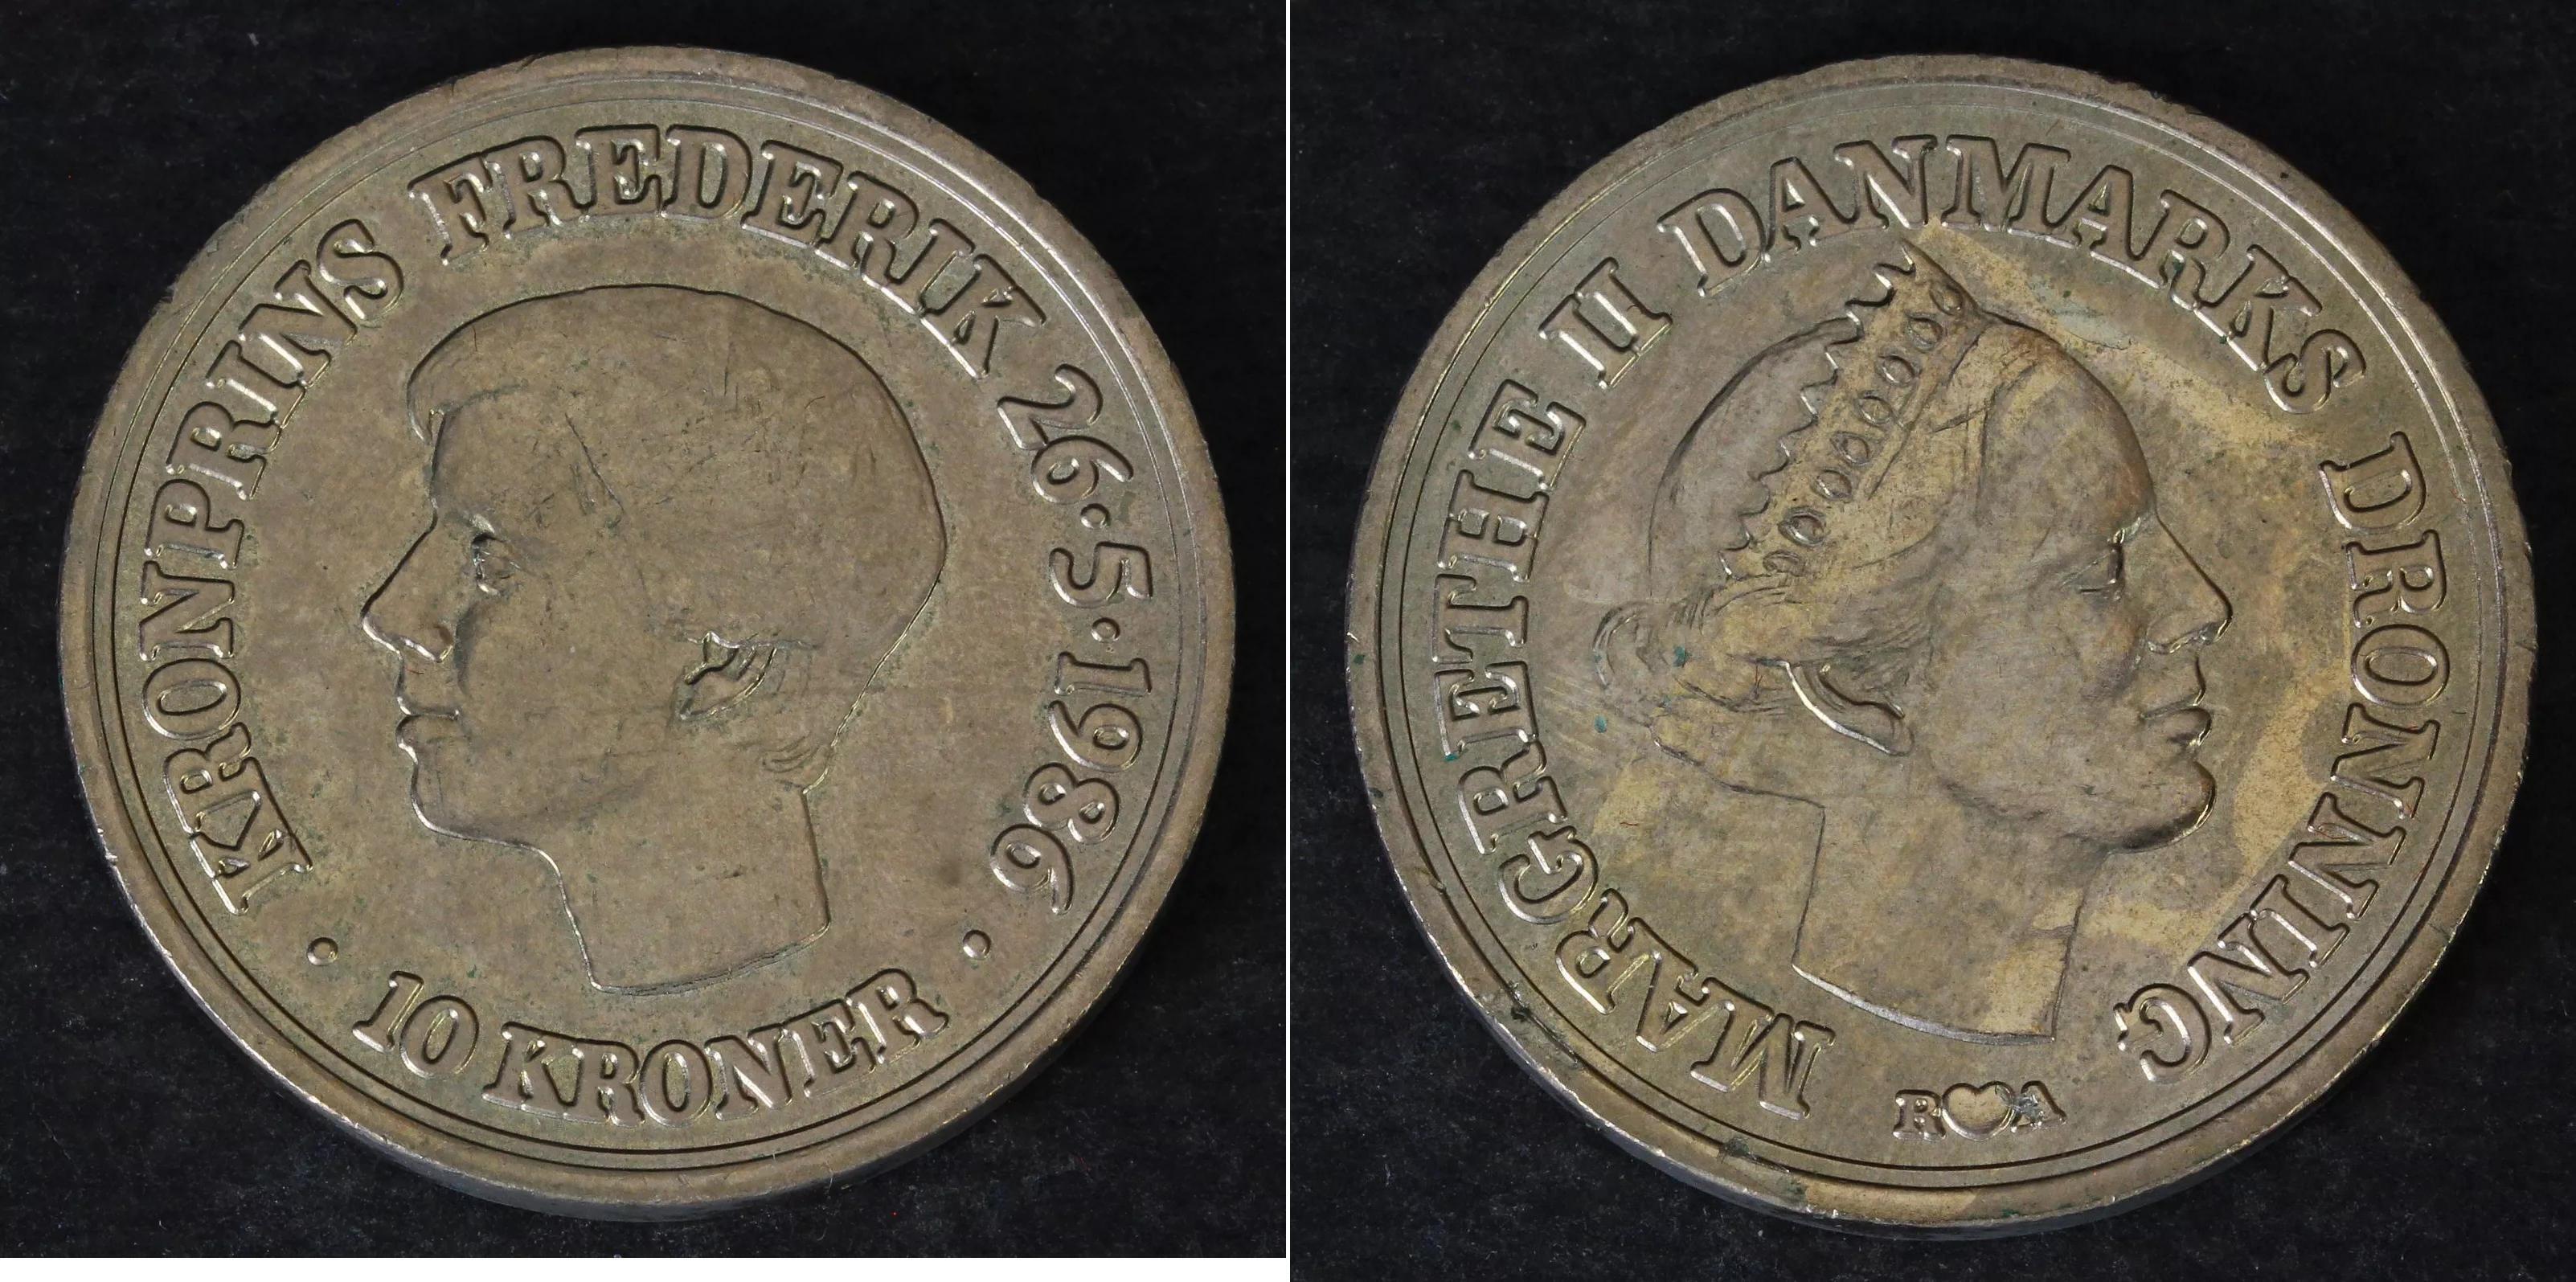 KRONPRINS FREDERIK 26·5·1986
· 10 KRONER ·
MARGRETHE II DANMARKS DRONNING
R♥A